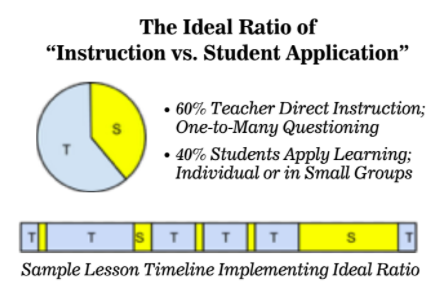 The Ideal Ratio of
“Instruction vs. Student Application”
T
S
• 60% Teacher Direct Instruction;
One-to-Many Questioning
• 40% Students Apply Learning;
Individual or in Small Groups
T T S T T T S T
Sample Lesson Timeline Implementing Ideal Ratio